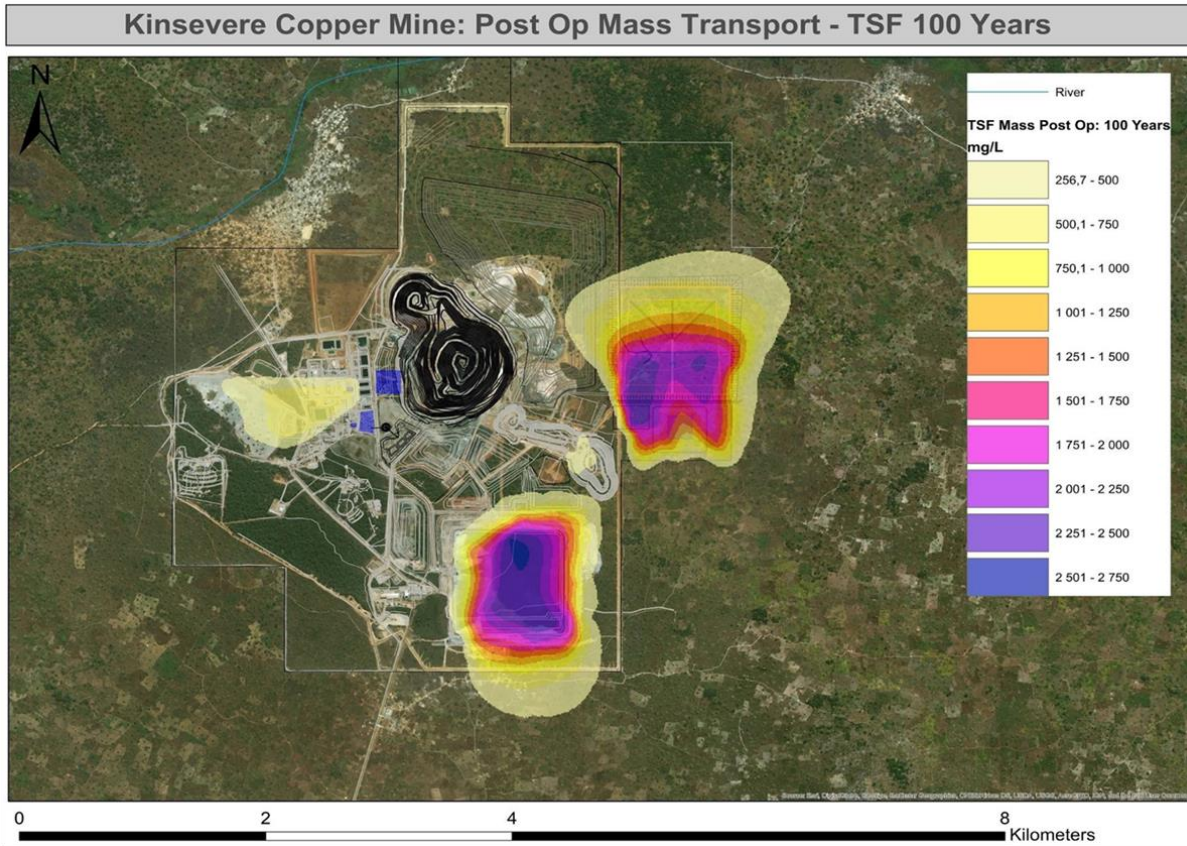 Kinsevere Copper Mine: Post Op Mass Transport - TSF 100 Years
N
River
TSF Mass Post Op: 100 Years
mg/L
256,7 - 500
500,1 - 750
750,1 - 1 000
1 001 - 1 250
1 251 - 1 500
1 501 - 1 750
1 751 - 2 000
2 001 - 2 250
2 251 - 2 500
2 501 - 2 750
0 2 4 8
Kilometers